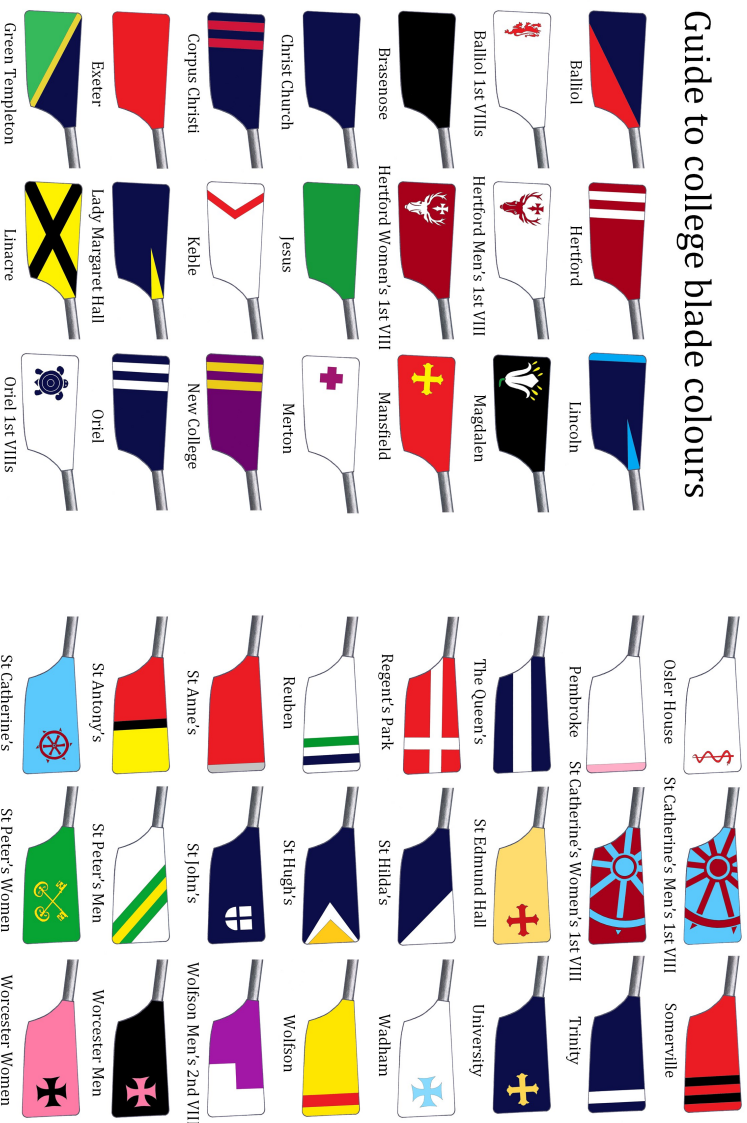 Guide to college blade colours
Balliol
Balliol 1st VIIIs
Brasenose
Christ Church
Corpus Christi
Exeter
Green Templeton
Hertford
Hertford Men's 1st VIII
Hertford Women's 1st VIII
Jesus
Keble
Lady Margaret Hall
Linacre
Lincoln
Magdalen
Mansfield
Merton
New College
Oriel
Oriel 1st VIIIs
Osler House
Pembroke
The Queen's
Regent's Park
Reuben
St Anne's
St Antony's
St Catherine's
St Catherine's Men's 1st VIII
St Catherine's Women's 1st VIII
St Edmund Hall
St Hilda's
St Hugh's
St John's
St Peter's Men
St Peter's Women
Somerville
Trinity
University
Wadham
Wolfson
Wolfson Men's 2nd VIII
Worcester Men
Worcester Women